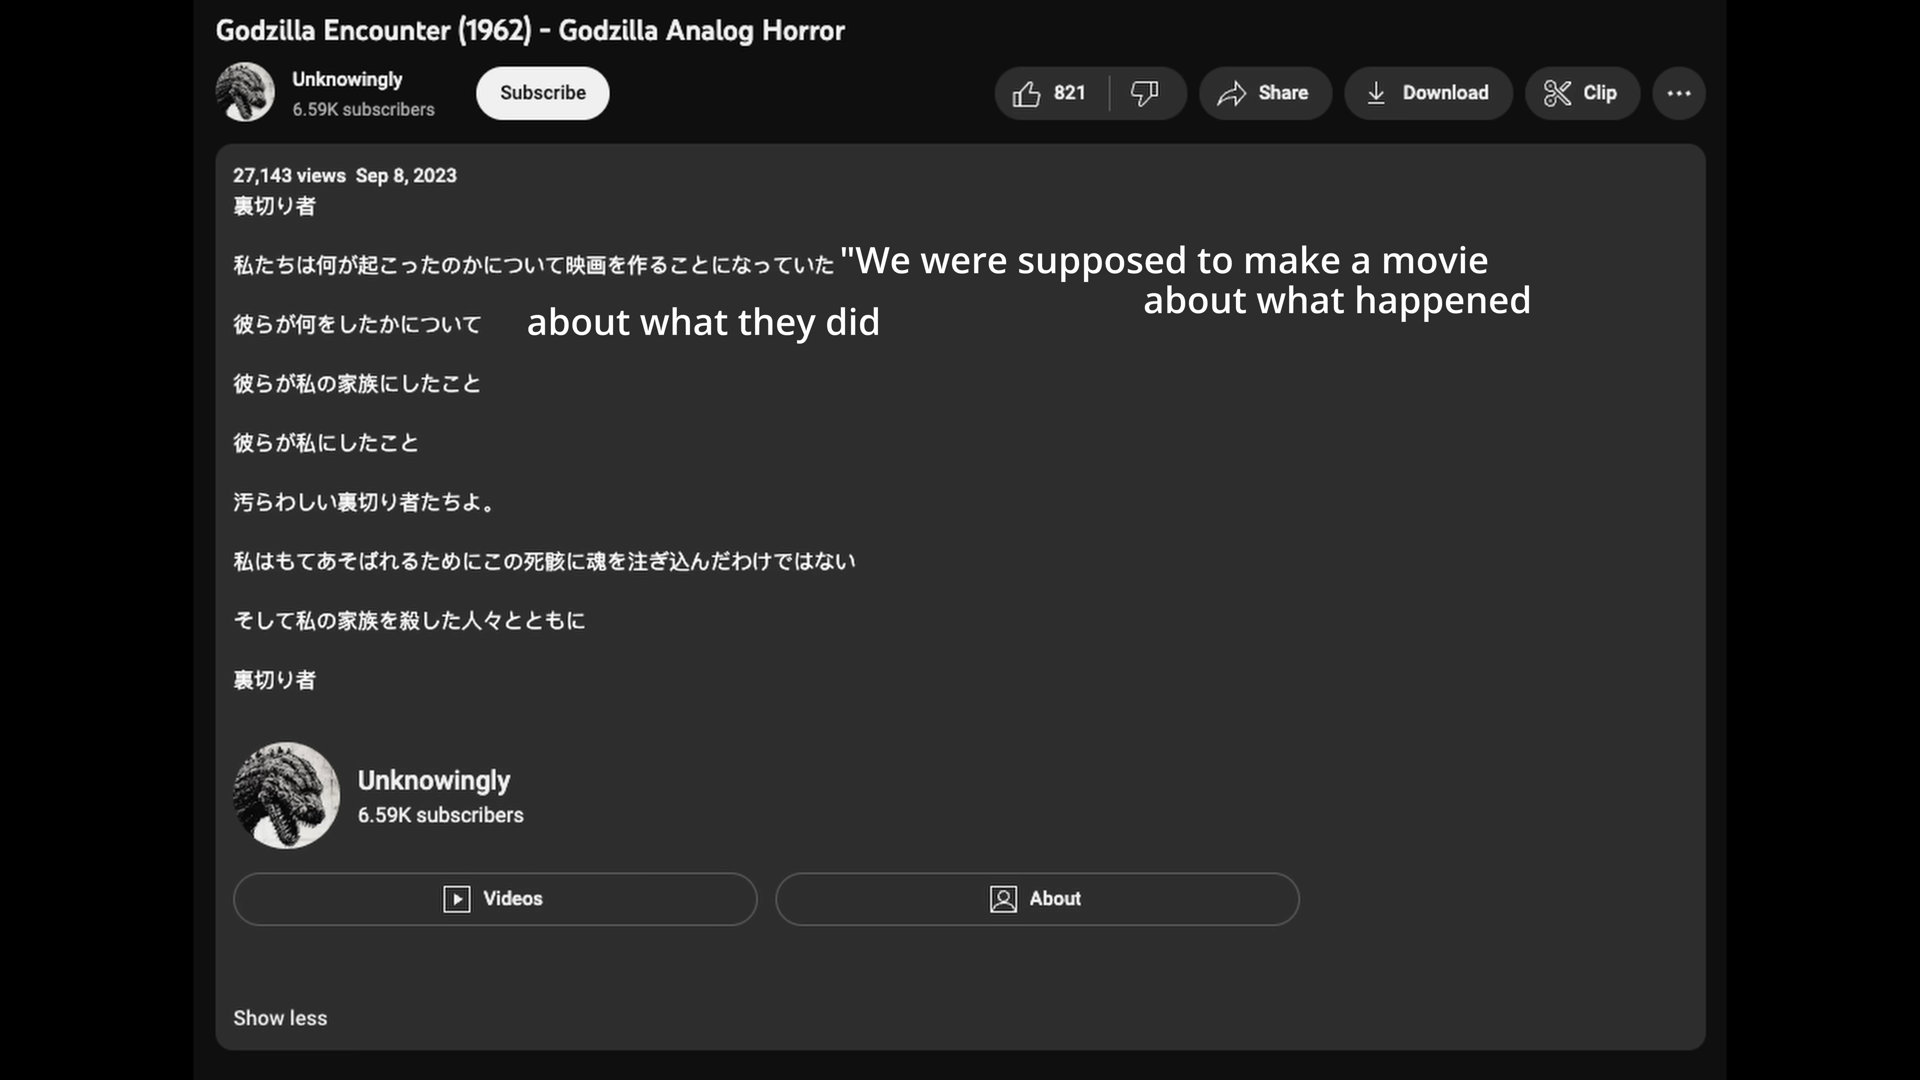 Godzilla Encounter (1962) - Godzilla Analog Horror
Unknowingly
6.59K subscribers
Subscribe
821
Share
Download
Clip
27,143 views Sep 8, 2023
裏切り者
私たちは何が起こったのかについて映画を作ることになっていた
"We were supposed to make a movie
about what happened
彼らが何をしたかについて
about what they did
彼らが私の家族にしたこと
彼らが私にしたこと
汚らわしい裏切り者たちよ。
私はもてあそばれるためにこの死骸に魂を注ぎ込んだわけではない
そして私の家族を殺した人々とともに
裏切り者
Unknowingly
6.59K subscribers
Videos
About
Show less